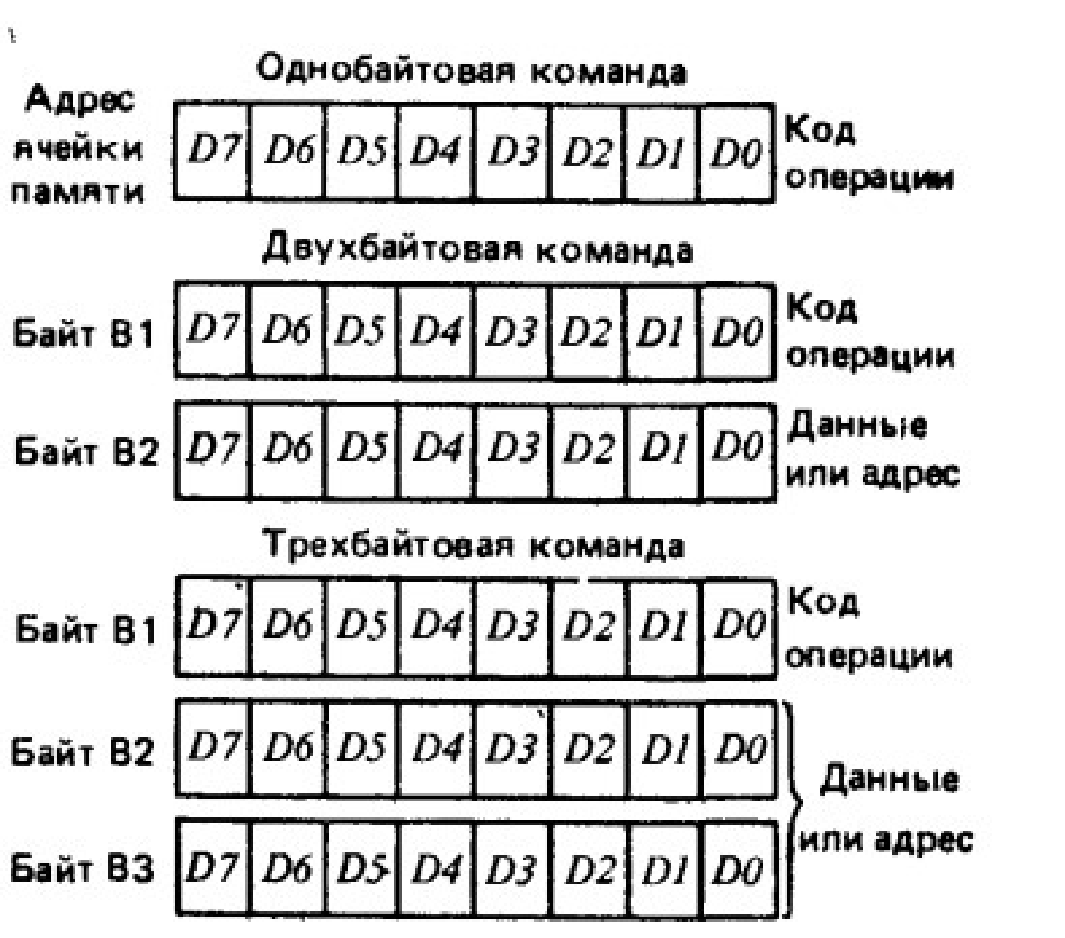 Однобайтовая команда
Адрес
ячейки
памяти
D7 D6 D5 D4 D3 D2 D1 D0
Код
операции
Двухбайтовая команда
Байт B1
D7 D6 D5 D4 D3 D2 D1 D0
Код
операции
Байт B2
D7 D6 D5 D4 D3 D2 D1 D0
Данные
или адрес
Трехбайтовая команда
Байт B1
D7 D6 D5 D4 D3 D2 D1 D0
Код
операции
Байт B2
D7 D6 D5 D4 D3 D2 D1 D0
Байт B3
D7 D6 D5 D4 D3 D2 D1 D0
Данные
или адрес